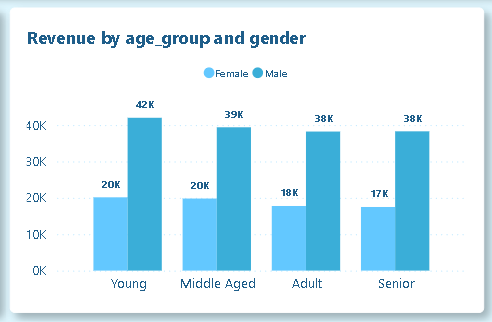 Revenue by age_group and gender
Female Male
42K
39K
38K
38K
40K
30K
20K
20K
18K
17K
20K
10K
0K
Young Middle Aged Adult Senior